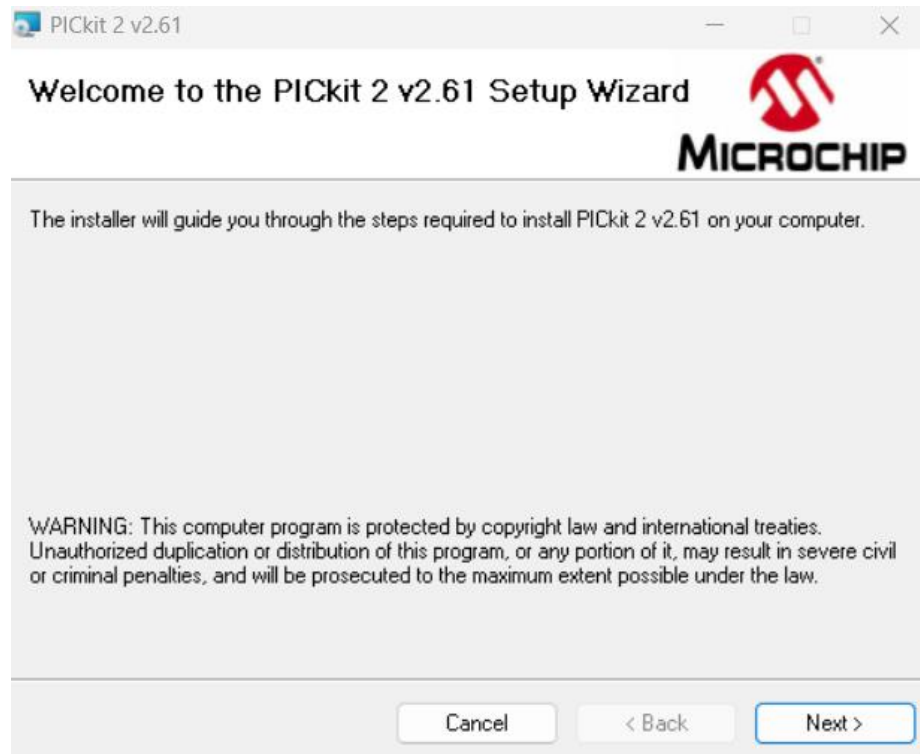 PICkit 2 v2.61
Welcome to the PICkit 2 v2.61 Setup Wizard
MICROCHIP
The installer will guide you through the steps required to install PICkit 2 v2.61 on your computer.
WARNING: This computer program is protected by copyright law and international treaties.
Unauthorized duplication or distribution of this program, or any portion of it, may result in severe civil
or criminal penalties, and will be prosecuted to the maximum extent possible under the law.
Cancel
< Back
Next >